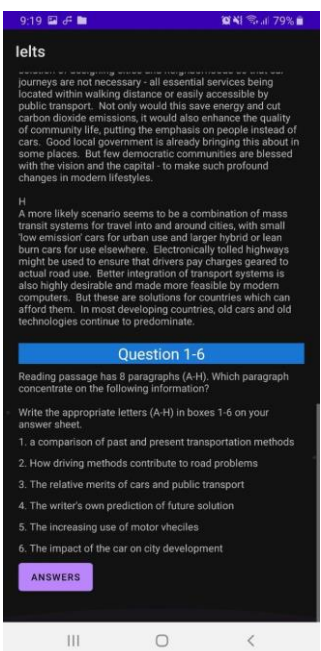 9:19 79%
Ielts
solution of designing cities and neighborhoods so that car
journeys are not necessary - all essential services being
located within walking distance or easily accessible by
public transport. Not only would this save energy and cut
carbon dioxide emissions, it would also enhance the quality
of community life, putting the emphasis on people instead of
cars. Good local government is already bringing this about in
some places. But few democratic communities are blessed
with the vision and the capital - to make such profound
changes in modern lifestyles.
H
A more likely scenario seems to be a combination of mass
transit systems for travel into and around cities, with small
'low emission' cars for urban use and larger hybrid or lean
burn cars for use elsewhere. Electronically tolled highways
might be used to ensure that drivers pay charges geared to
actual road use. Better integration of transport systems is
also highly desirable and made more feasible by modern
computers. But these are solutions for countries which can
afford them. In most developing countries, old cars and old
technologies continue to predominate.
Question 1-6
Reading passage has 8 paragraphs (A-H). Which paragraph
concentrate on the following information?
Write the appropriate letters (A-H) in boxes 1-6 on your
answer sheet.
1. a comparison of past and present transportation methods
2. How driving methods contribute to road problems
3. The relative merits of cars and public transport
4. The writer's own prediction of future solution
5. The increasing use of motor vheciles
6. The impact of the car on city development
ANSWERS